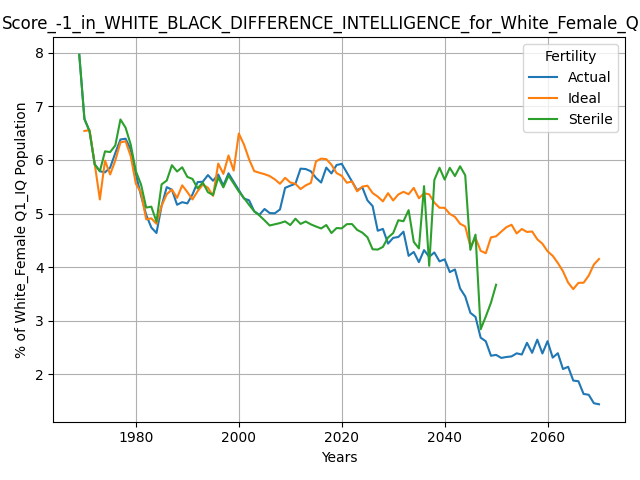 Score_-1_in_WHITE_BLACK_DIFFERENCE_INTELLIGENCE_for_White_Female_Q
Fertility
Actual
Ideal
Sterile
% of White_Female Q1_IQ Population
8
7
6
5
4
3
2
1980
2000
2020
2040
2060
Years